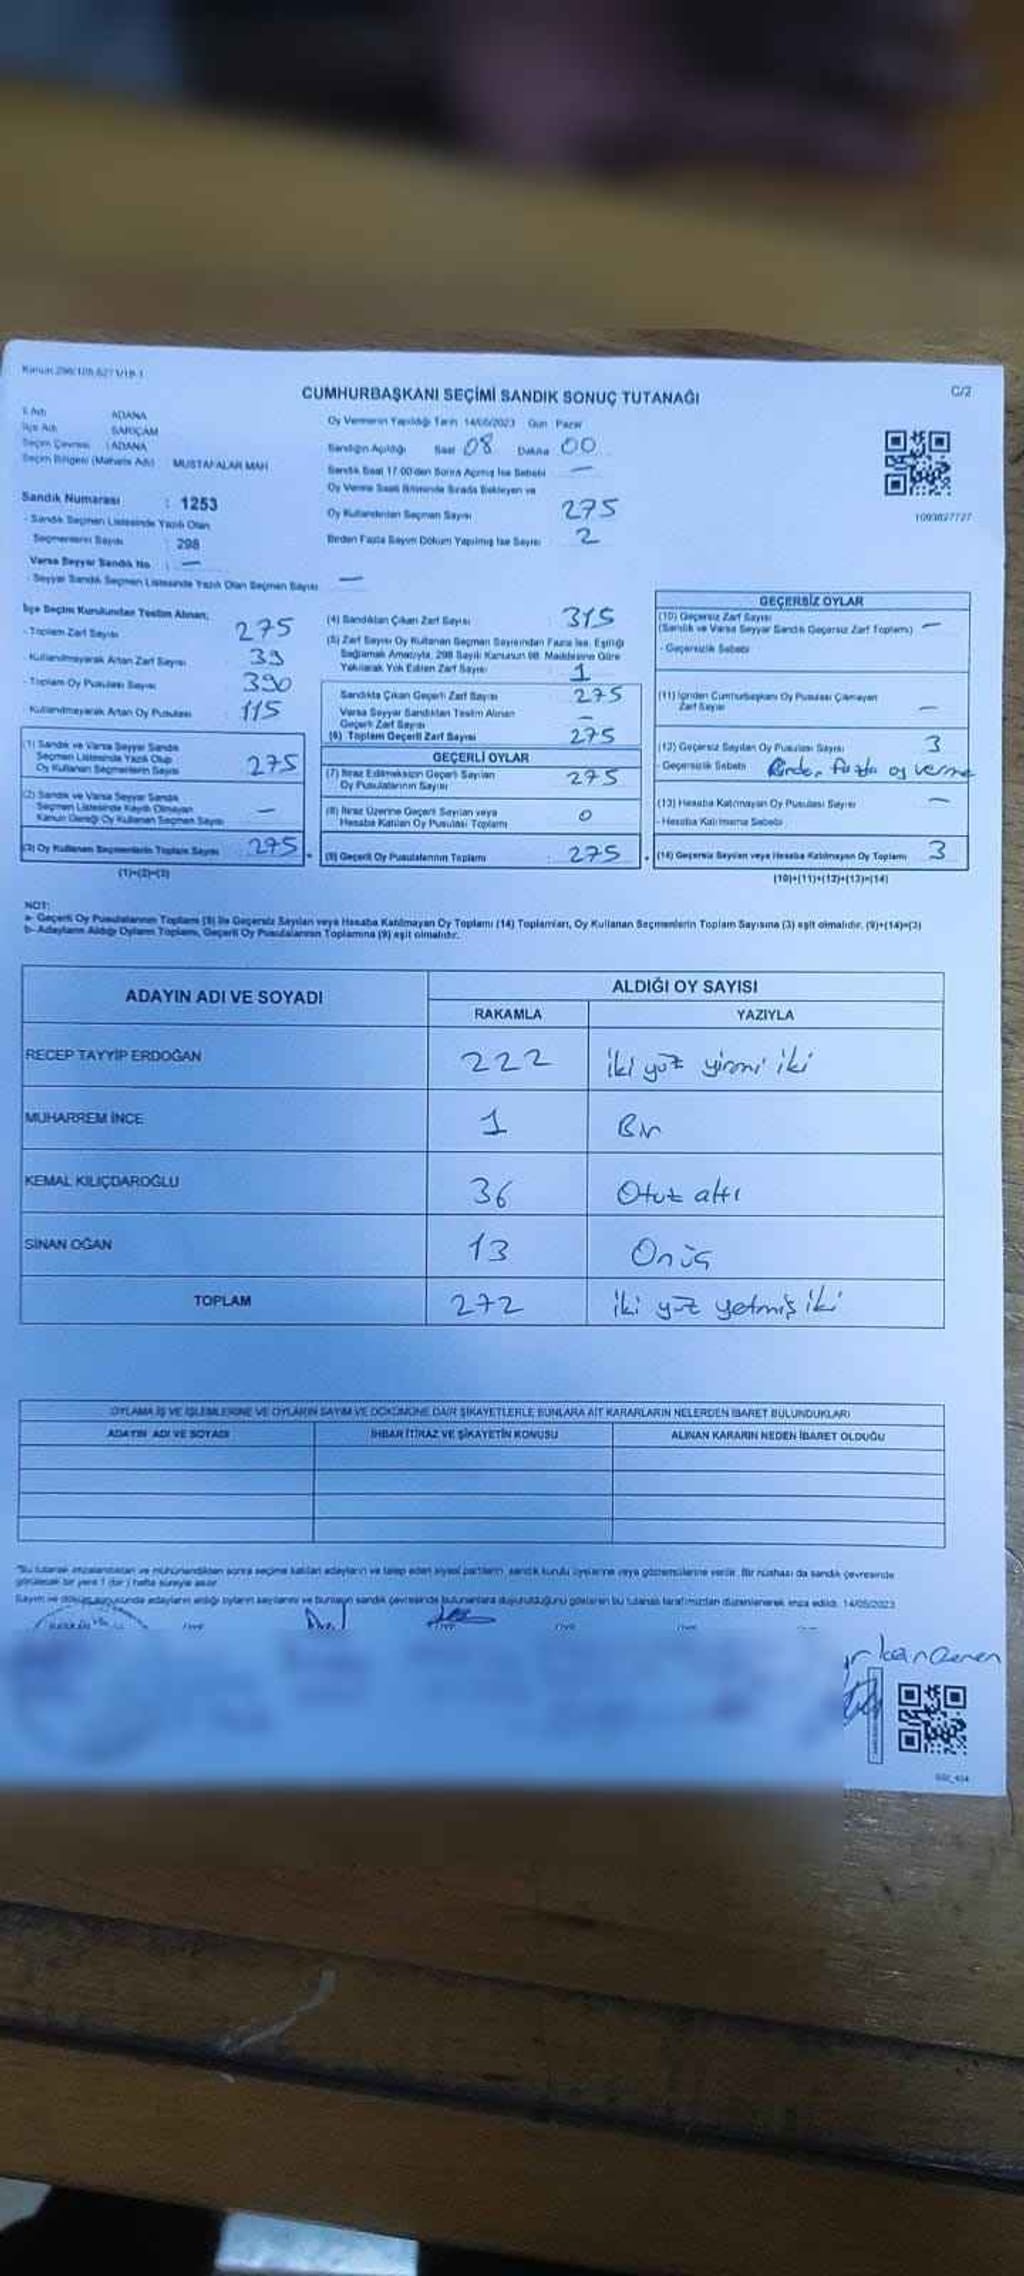 CUMHURBAŞKANI SEÇİMİ SANDIK SONUÇ TUTANAĞI
C/2
İl Adı ADANA
İlçe Adı SARIÇAM
Seçim Çevresi : ADANA
Seçim Bölgesi (Mahalle Adı) MUSTAFALAR MAH
Sandık Numarası : 1253
- Sandık Seçmen Listesinde Yazılı Olan
Seçmenlerin Sayısı : 298
Varsa Seyyar Sandık No : —
- Seyyar Sandık Seçmen Listesinde Yazılı Olan Seçmen Sayısı —
Oy Vermenin Yapıldığı Tarih 14/05/2023 Gün Pazar
Sandığın Açıldığı Saat 08 Dakika 00
Sandık Saat 17:00'den Sonra Açılmış İse Sebebi —
Oy Verme Saati Bitiminde Sırada Bekleyen ve
Oy Kullandırılan Seçmen Sayısı 275
Birden Fazla Sayım Döküm Yapılmış İse Sayısı 2
1093827727
İlçe Seçim Kurulundan Teslim Alınan;
- Toplam Zarf Sayısı 275
- Kullanılmayarak Artan Zarf Sayısı 39
- Toplam Oy Pusulası Sayısı 390
- Kullanılmayarak Artan Oy Pusulası 115
(1) Sandık ve Varsa Seyyar Sandık
Seçmen Listesinde Yazılı Olup
Oy Kullanan Seçmenlerin Sayısı 275
(2) Sandık ve Varsa Seyyar Sandık
Seçmen Listesinde Kayıtlı Olmayan
Kanun Gereği Oy Kullanan Seçmen Sayısı —
(3) Oy Kullanan Seçmenlerin Toplam Sayısı 275
(1)+(2)=(3)
(4) Sandıktan Çıkan Zarf Sayısı 315
(5) Zarf Sayısı Oy Kullanan Seçmen Sayısından Fazla İse, Eşitliği
Sağlamak Amacıyla, 298 Sayılı Kanunun 98. Maddesine Göre
Yakılarak Yok Edilen Zarf Sayısı 1
Sandıkta Çıkan Geçerli Zarf Sayısı 275
Varsa Seyyar Sandıktan Teslim Alınan
Geçerli Zarf Sayısı —
(6) Toplam Geçerli Zarf Sayısı 275
GEÇERLİ OYLAR
(7) İtiraz Edilmeksizin Geçerli Sayılan
Oy Pusulalarının Sayısı 275
(8) İtiraz Üzerine Geçerli Sayılan veya
Hesaba Katılan Oy Pusulası Toplamı 0
(9) Geçerli Oy Pusulalarının Toplamı : 275
GEÇERSİZ OYLAR
(10) Geçersiz Zarf Sayısı
(Sandık ve Varsa Seyyar Sandık Geçersiz Zarf Toplamı) —
- Geçersizlik Sebebi
(11) İçinden Cumhurbaşkanı Oy Pusulası Çıkmayan
Zarf Sayısı —
(12) Geçersiz Sayılan Oy Pusulası Sayısı 3
- Geçersizlik Sebebi Birden fazla oy verme
(13) Hesaba Katılmayan Oy Pusulası Sayısı —
- Hesaba Katılmama Sebebi
(14) Geçersiz Sayılan veya Hesaba Katılmayan Oy Toplamı 3
(10)+(11)+(12)+(13)=(14)
NOT:
a- Geçerli Oy Pusulalarının Toplamı (9) ile Geçersiz Sayılan veya Hesaba Katılmayan Oy Toplamı (14) Toplamları, Oy Kullanan Seçmenlerin Toplam Sayısına (3) eşit olmalıdır. (9)+(14)=(3)
b- Adayların Aldığı Oyların Toplamı, Geçerli Oy Pusulalarının Toplamına (9) eşit olmalıdır.
ADAYIN ADI VE SOYADI
ALDIĞI OY SAYISI
RAKAMLA YAZIYLA
RECEP TAYYİP ERDOĞAN 222 iki yüz yirmi iki
MUHARREM İNCE 1 Bir
KEMAL KILIÇDAROĞLU 36 Otuz altı
SİNAN OĞAN 13 Onüç
TOPLAM 272 iki yüz yetmiş iki
OYLAMA İŞ VE İŞLEMLERİNE VE OYLARIN SAYIM VE DÖKÜMÜNE DAİR ŞİKAYETLERLE BUNLARA AİT KARARLARIN NELERDEN İBARET BULUNDUKLARI
ADAYIN ADI VE SOYADI İHBAR İTİRAZ VE ŞİKAYETİN KONUSU ALINAN KARARIN NEDEN İBARET OLDUĞU
*Bu tutanak imzalandıktan ve mühürlendikten sonra seçime katılan adayların ve talep eden siyasi partilerin, sandık kurulu üyelerine veya gözlemcilerine verilir. Bir nüshası da sandık çevresinde
görülecek bir yere 1 (bir) hafta süreyle asılır.
Sayım ve döküm sonucunda adayların aldığı oyların sayılarını ve bunların sandık çevresinde bulunanlara duyurulduğunu gösteren bu tutanak tarafımızdan düzenlenerek imza edildi. 14/05/2023